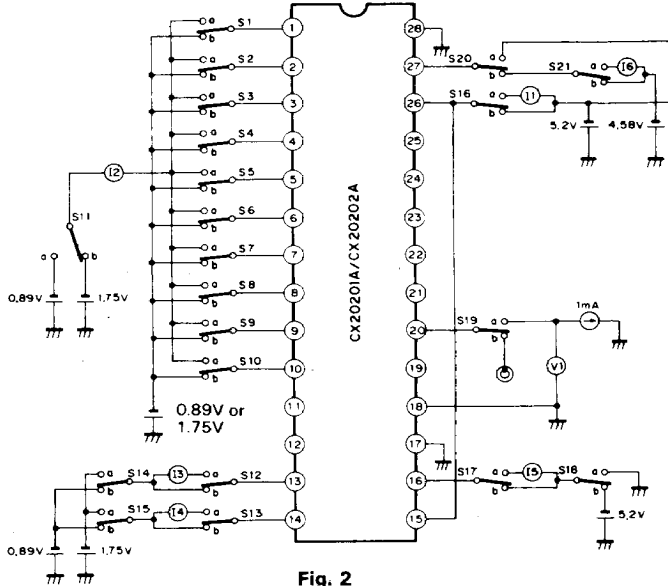 a S1 1 28
b
a S2 2 27 S20 a S21 a I6
b b b
a S3 3 26 S16 a I1
b b
a S4 4 25 5.2V 4.58V
b
I2 a S5 5 24
b
S11 a S6 6 23
b
a b a S7 7 22
b
0.89V 1.75V a S8 8 21
b
a S9 9 20 S19 a 1mA
b b
a S10 10 19 V1
b
11 18
0.89V or
1.75V
12 17
a S14 I3 a S12 13 16 S17 a I5 S18 a
b b b b
a S15 I4 a S13 14 15
b b
0.89V 1.75V 5.2V
CX20201A/CX20202A
Fig. 2